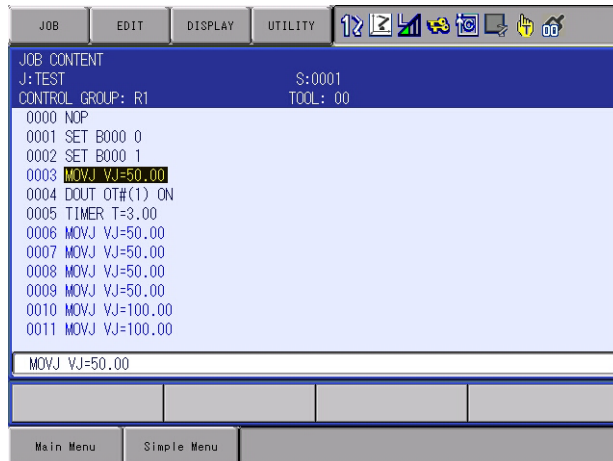 JOB EDIT DISPLAY UTILITY
JOB CONTENT
J:TEST S:0001
CONTROL GROUP: R1 TOOL: 00
0000 NOP
0001 SET B000 0
0002 SET B000 1
0003 MOVJ VJ=50.00
0004 DOUT OT#(1) ON
0005 TIMER T=3.00
0006 MOVJ VJ=50.00
0007 MOVJ VJ=50.00
0008 MOVJ VJ=50.00
0009 MOVJ VJ=50.00
0010 MOVJ VJ=100.00
0011 MOVJ VJ=100.00
MOVJ VJ=50.00
Main Menu Simple Menu